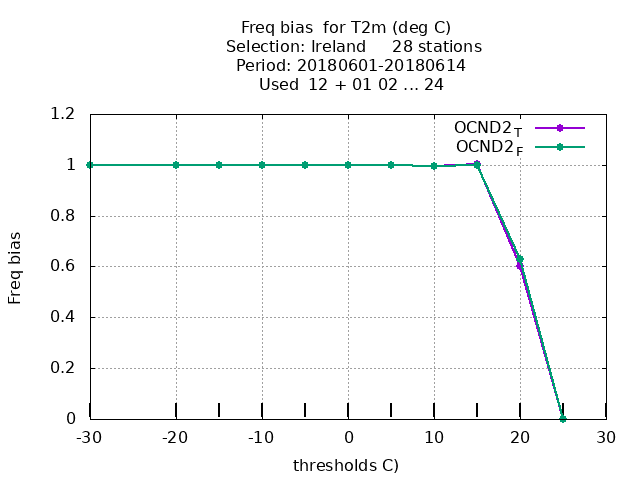 Freq bias  for T2m (deg C)
Selection: Ireland     28 stations
Period: 20180601-20180614
Used  12 + 01 02 ... 24
1.2
1
0.8
0.6
0.4
0.2
0
Freq bias
OCND2_T
OCND2_F
-30 -20 -10 0 10 20 30
thresholds C)